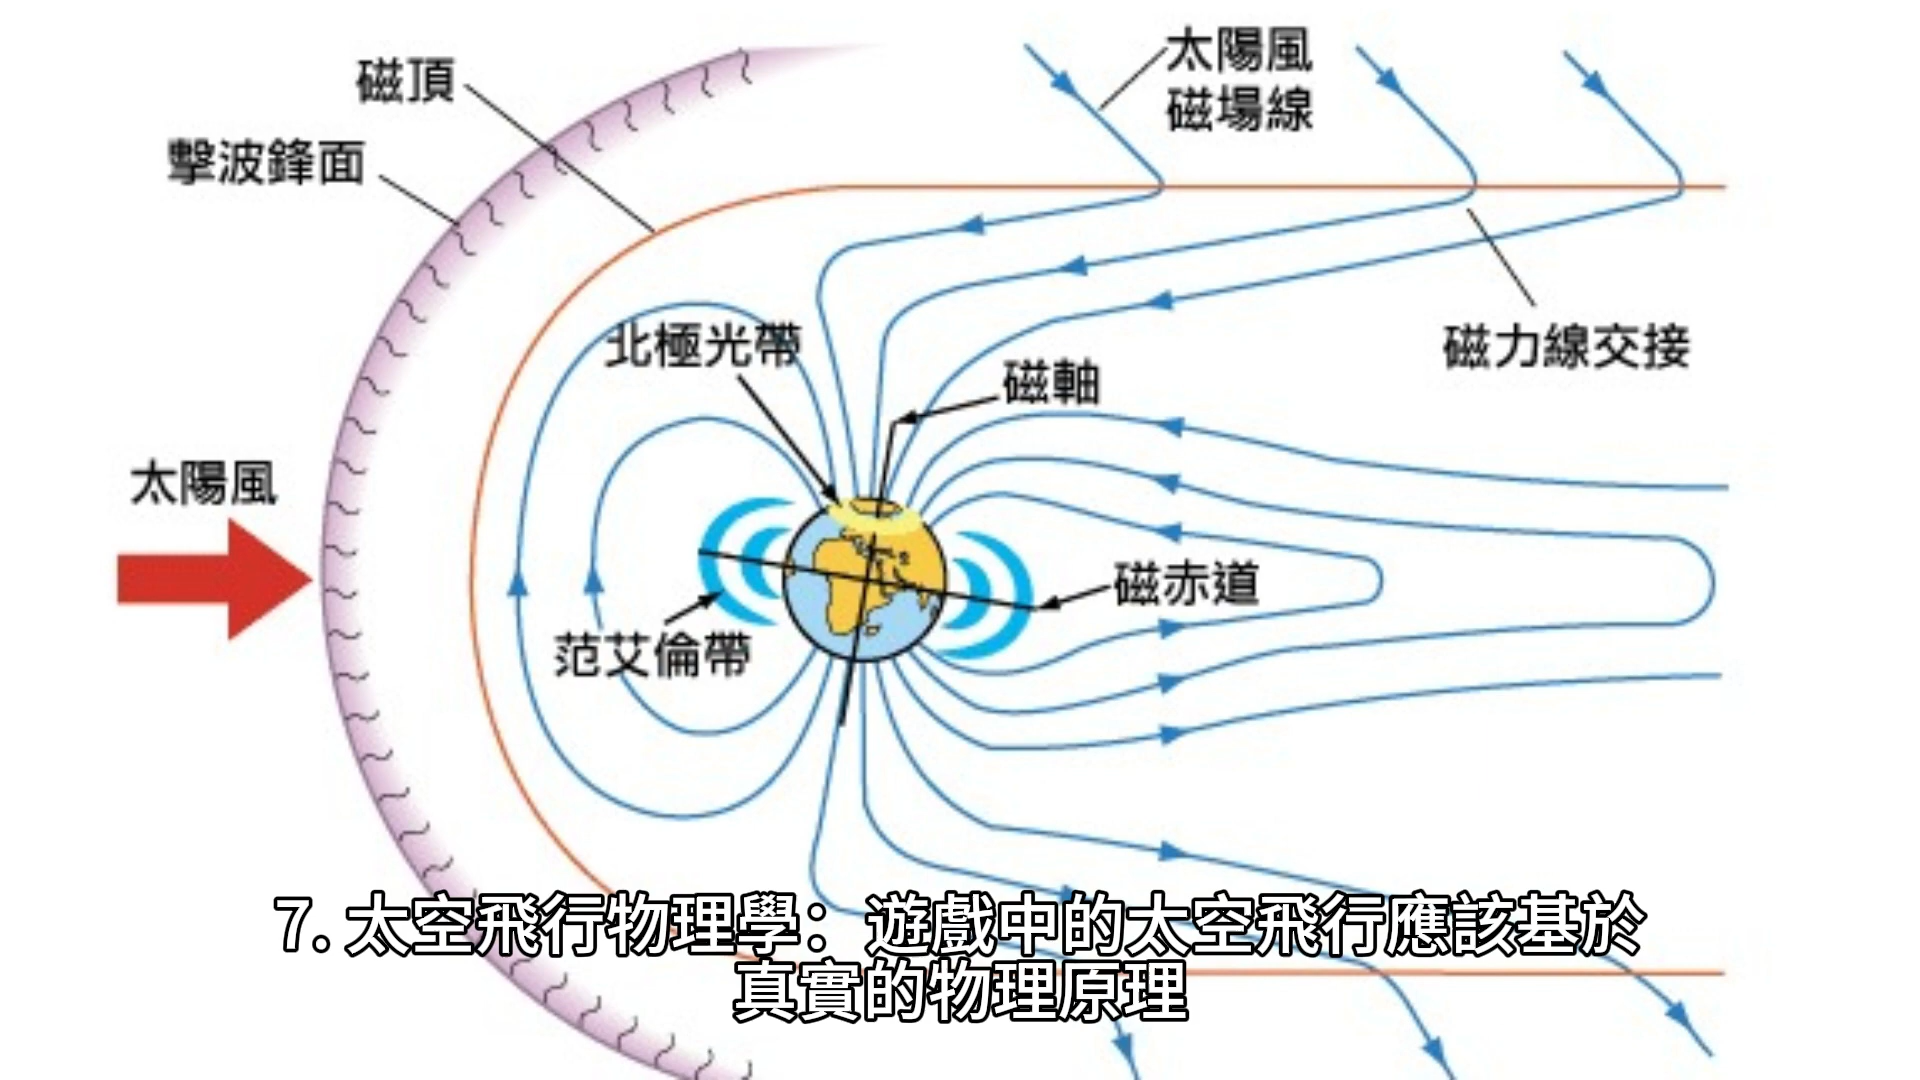 太陽風
磁場線
磁頂
擊波鋒面
北極光帶
磁軸
磁力線交接
太陽風
磁赤道
范艾倫帶
7. 太空飛行物理學：遊戲中的太空飛行應該基於
真實的物理原理